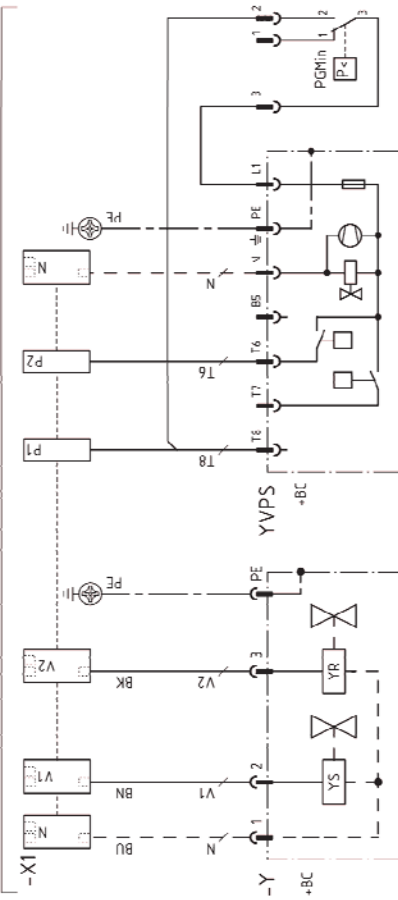 -X1
N
V1
V2
P1
P2
N
BU
BN
BK
PE
PE
N
V1
V2
T8
T6
N
1
2
3
PE
T8
T7
T6
B5
N
PE
L1
3
1
2
-Y
+BC
YS
YR
YVPS
+BC
PGMin
P<
1
2
3